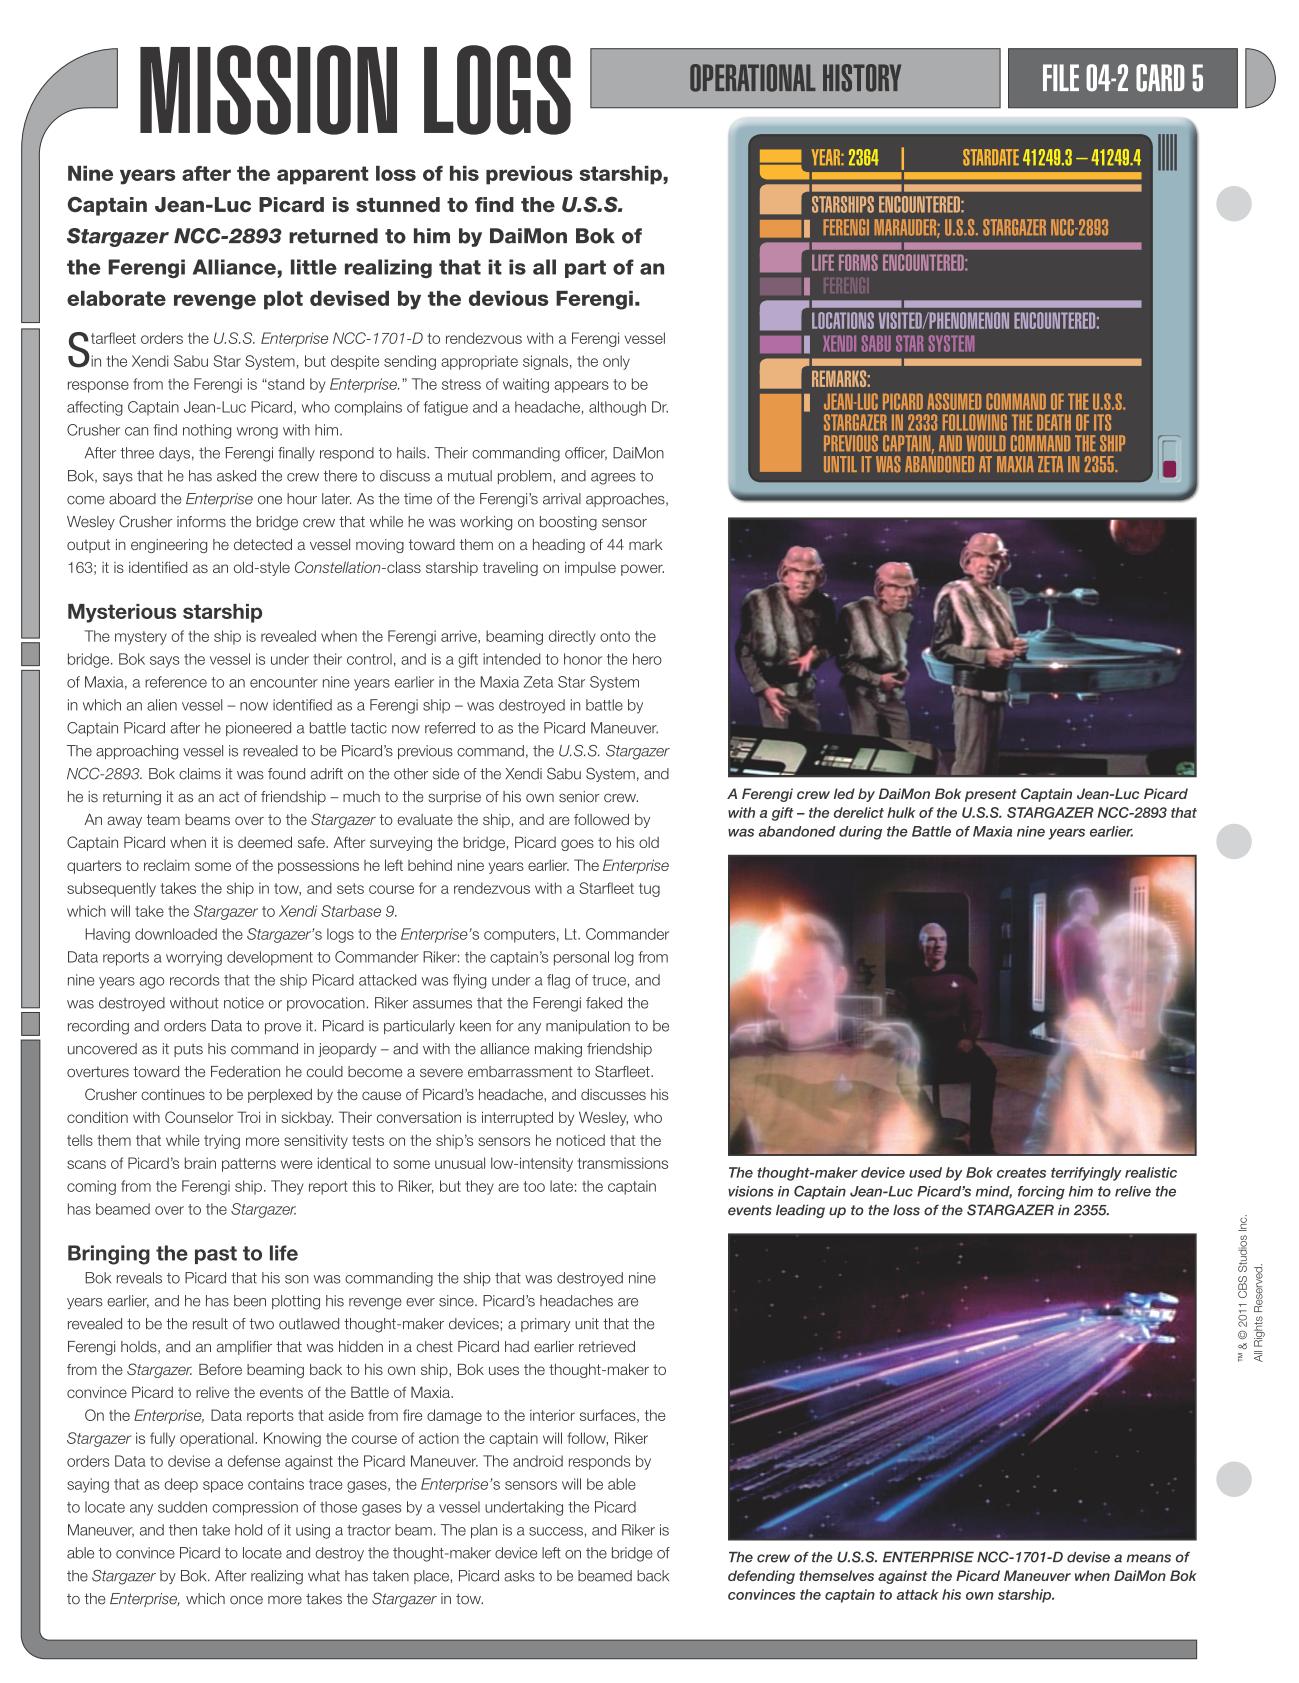 MISSION LOGS
OPERATIONAL HISTORY
FILE 04-2 CARD 5
Nine years after the apparent loss of his previous starship,
Captain Jean-Luc Picard is stunned to find the U.S.S.
Stargazer NCC-2893 returned to him by DaiMon Bok of
the Ferengi Alliance, little realizing that it is all part of an
elaborate revenge plot devised by the devious Ferengi.
Starfleet orders the U.S.S. Enterprise NCC-1701-D to rendezvous with a Ferengi vessel
in the Xendi Sabu Star System, but despite sending appropriate signals, the only
response from the Ferengi is “stand by Enterprise.” The stress of waiting appears to be
affecting Captain Jean-Luc Picard, who complains of fatigue and a headache, although Dr.
Crusher can find nothing wrong with him.
After three days, the Ferengi finally respond to hails. Their commanding officer, DaiMon
Bok, says that he has asked the crew there to discuss a mutual problem, and agrees to
come aboard the Enterprise one hour later. As the time of the Ferengi’s arrival approaches,
Wesley Crusher informs the bridge crew that while he was working on boosting sensor
output in engineering he detected a vessel moving toward them on a heading of 44 mark
163; it is identified as an old-style Constellation-class starship traveling on impulse power.
Mysterious starship
The mystery of the ship is revealed when the Ferengi arrive, beaming directly onto the
bridge. Bok says the vessel is under their control, and is a gift intended to honor the hero
of Maxia, a reference to an encounter nine years earlier in the Maxia Zeta Star System
in which an alien vessel – now identified as a Ferengi ship – was destroyed in battle by
Captain Picard after he pioneered a battle tactic now referred to as the Picard Maneuver.
The approaching vessel is revealed to be Picard’s previous command, the U.S.S. Stargazer
NCC-2893. Bok claims it was found adrift on the other side of the Xendi Sabu System, and
he is returning it as an act of friendship – much to the surprise of his own senior crew.
An away team beams over to the Stargazer to evaluate the ship, and are followed by
Captain Picard when it is deemed safe. After surveying the bridge, Picard goes to his old
quarters to reclaim some of the possessions he left behind nine years earlier. The Enterprise
subsequently takes the ship in tow, and sets course for a rendezvous with a Starfleet tug
which will take the Stargazer to Xendi Starbase 9.
Having downloaded the Stargazer’s logs to the Enterprise’s computers, Lt. Commander
Data reports a worrying development to Commander Riker: the captain’s personal log from
nine years ago records that the ship Picard attacked was flying under a flag of truce, and
was destroyed without notice or provocation. Riker assumes that the Ferengi faked the
recording and orders Data to prove it. Picard is particularly keen for any manipulation to be
uncovered as it puts his command in jeopardy – and with the alliance making friendship
overtures toward the Federation he could become a severe embarrassment to Starfleet.
Crusher continues to be perplexed by the cause of Picard’s headache, and discusses his
condition with Counselor Troi in sickbay. Their conversation is interrupted by Wesley, who
tells them that while trying more sensitivity tests on the ship’s sensors he noticed that the
scans of Picard’s brain patterns were identical to some unusual low-intensity transmissions
coming from the Ferengi ship. They report this to Riker, but they are too late: the captain
has beamed over to the Stargazer.
Bringing the past to life
Bok reveals to Picard that his son was commanding the ship that was destroyed nine
years earlier, and he has been plotting his revenge ever since. Picard’s headaches are
revealed to be the result of two outlawed thought-maker devices; a primary unit that the
Ferengi holds, and an amplifier that was hidden in a chest Picard had earlier retrieved
from the Stargazer. Before beaming back to his own ship, Bok uses the thought-maker to
convince Picard to relive the events of the Battle of Maxia.
On the Enterprise, Data reports that aside from fire damage to the interior surfaces, the
Stargazer is fully operational. Knowing the course of action the captain will follow, Riker
orders Data to devise a defense against the Picard Maneuver. The android responds by
saying that as deep space contains trace gases, the Enterprise’s sensors will be able
to locate any sudden compression of those gases by a vessel undertaking the Picard
Maneuver, and then take hold of it using a tractor beam. The plan is a success, and Riker is
able to convince Picard to locate and destroy the thought-maker device left on the bridge of
the Stargazer by Bok. After realizing what has taken place, Picard asks to be beamed back
to the Enterprise, which once more takes the Stargazer in tow.
YEAR: 2364
STARDATE 41249.3 – 41249.4
STARSHIPS ENCOUNTERED:
FERENGI MARAUDER; U.S.S. STARGAZER NCC-2893
LIFE FORMS ENCOUNTERED:
FERENGI
LOCATIONS VISITED/PHENOMENON ENCOUNTERED:
XENDI SABU STAR SYSTEM
REMARKS:
JEAN-LUC PICARD ASSUMED COMMAND OF THE U.S.S.
STARGAZER IN 2333 FOLLOWING THE DEATH OF ITS
PREVIOUS CAPTAIN, AND WOULD COMMAND THE SHIP
UNTIL IT WAS ABANDONED AT MAXIA ZETA IN 2355.
A Ferengi crew led by DaiMon Bok present Captain Jean-Luc Picard
with a gift – the derelict hulk of the U.S.S. STARGAZER NCC-2893 that
was abandoned during the Battle of Maxia nine years earlier.
The thought-maker device used by Bok creates terrifyingly realistic
visions in Captain Jean-Luc Picard’s mind, forcing him to relive the
events leading up to the loss of the STARGAZER in 2355.
The crew of the U.S.S. ENTERPRISE NCC-1701-D devise a means of
defending themselves against the Picard Maneuver when DaiMon Bok
convinces the captain to attack his own starship.
™ & © 2011 CBS Studios Inc.
All Rights Reserved.